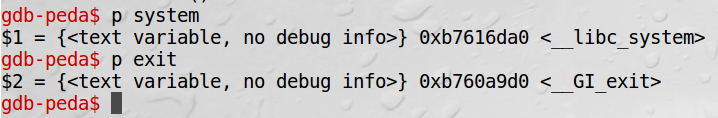 gdb-peda$ p system
$1 = {<text variable, no debug info>} 0xb7616da0 <__libc_system>
gdb-peda$ p exit
$2 = {<text variable, no debug info>} 0xb760a9d0 <__GI_exit>
gdb-peda$